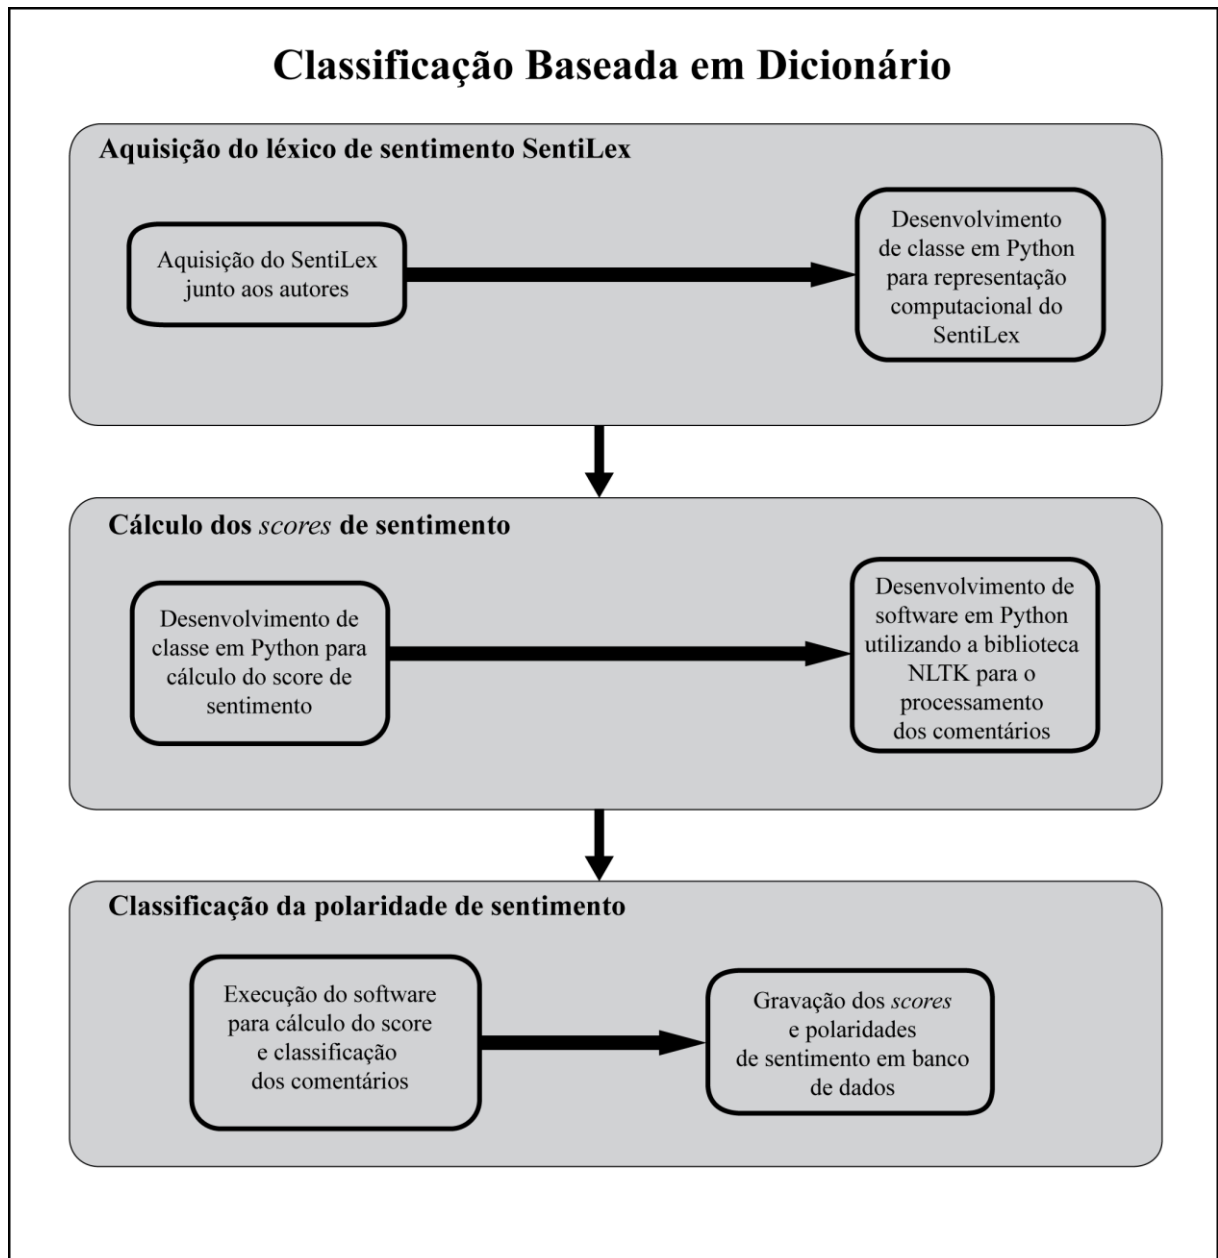 Classificação Baseada em Dicionário
Aquisição do léxico de sentimento SentiLex
Aquisição do SentiLex
junto aos autores
Desenvolvimento
de classe em Python
para representação
computacional do
SentiLex
Cálculo dos scores de sentimento
Desenvolvimento de
classe em Python para
cálculo do score de
sentimento
Desenvolvimento de
software em Python
utilizando a biblioteca
NLTK para o
processamento
dos comentários
Classificação da polaridade de sentimento
Execução do software
para cálculo do score
e classificação
dos comentários
Gravação dos scores
e polaridades
de sentimento em banco
de dados